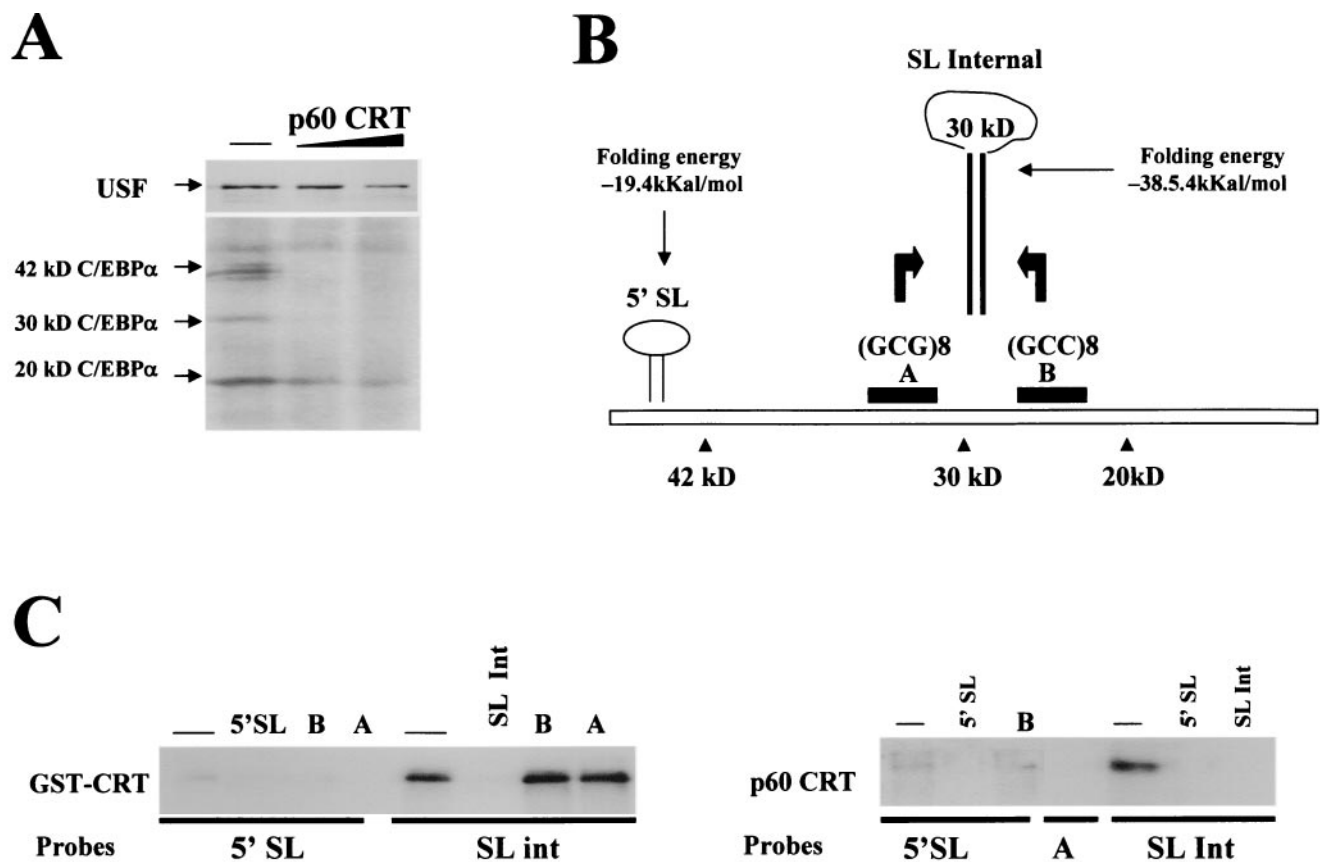 A
p60 CRT
USF
42 kD C/EBPα
30 kD C/EBPα
20 kD C/EBPα
B
SL Internal
30 kD
Folding energy
–19.4kKal/mol
Folding energy
–38.5.4kKal/mol
5' SL
(GCG)8
A
(GCC)8
B
42 kD
30 kD
20kD
C
5'SL B A SL Int B A
GST-CRT
Probes 5' SL SL int
5' SL B 5' SL SL Int
p60 CRT
Probes 5'SL A SL Int